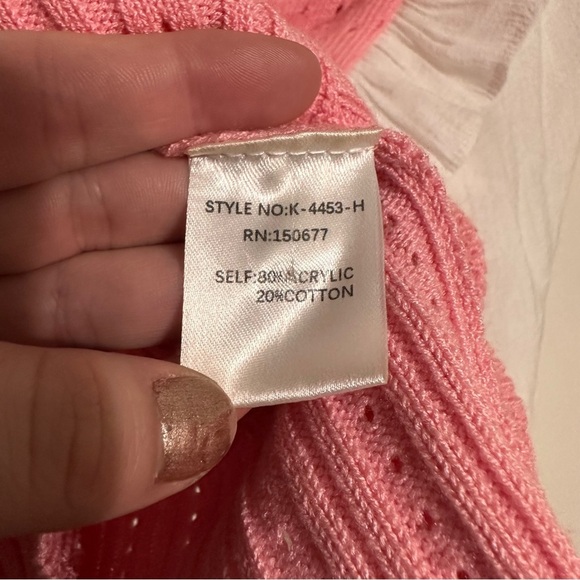 STYLE NO:K-4453-H
RN:150677
SELF:80%ACRYLIC
20%COTTON